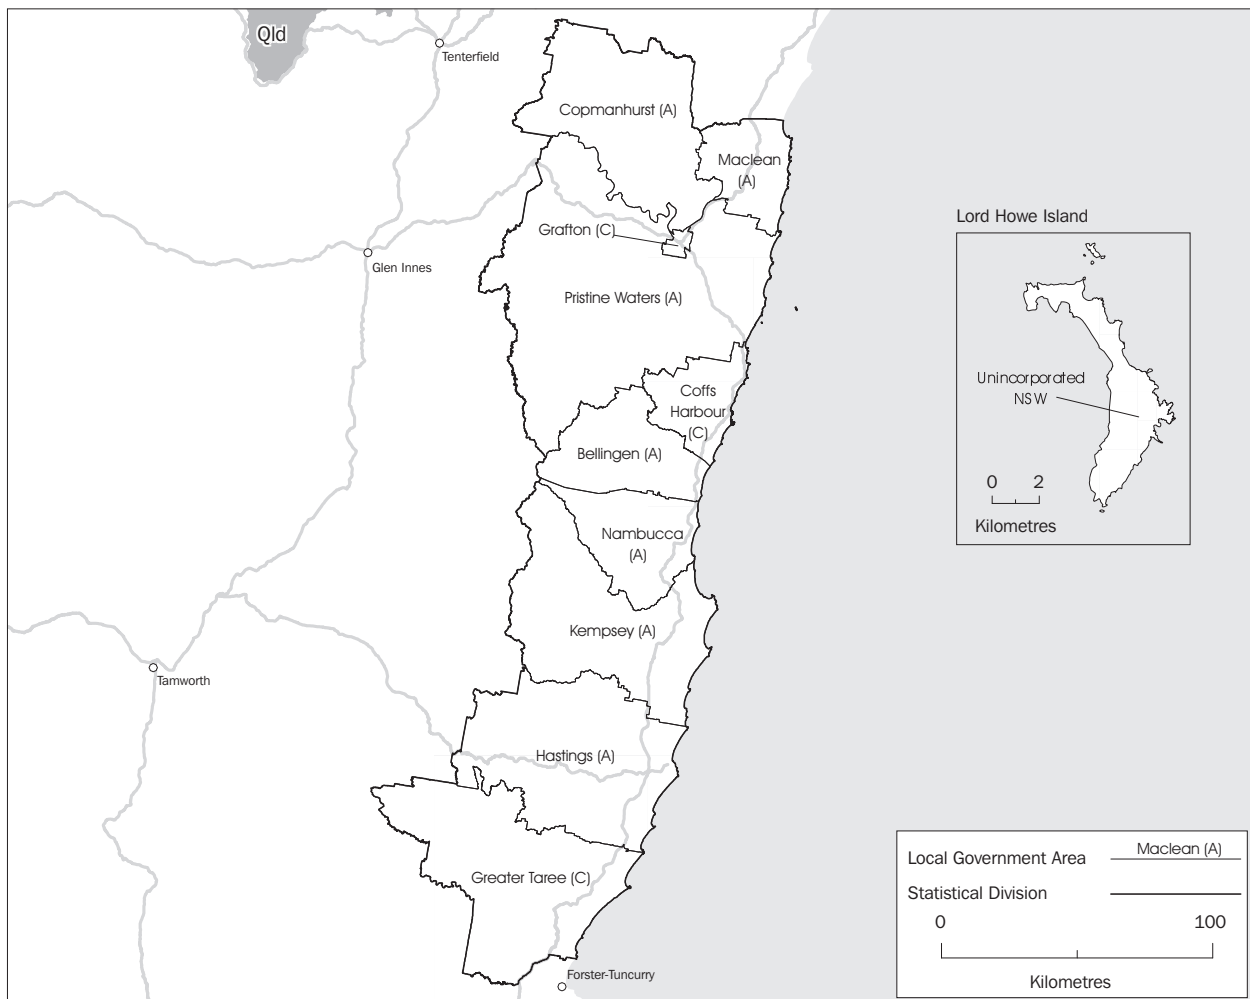 Qld
Tenterfield
Copmanhurst (A)
Maclean
(A)
Lord Howe Island
Grafton (C)
Glen Innes
Pristine Waters (A)
Unincorporated
NSW
Coffs
Harbour
(C)
Bellingen (A)
0 2
Kilometres
Nambucca
(A)
Kempsey (A)
Tamworth
Hastings (A)
Greater Taree (C)
Forster-Tuncurry
Local Government Area Maclean (A)
Statistical Division
0 100
Kilometres